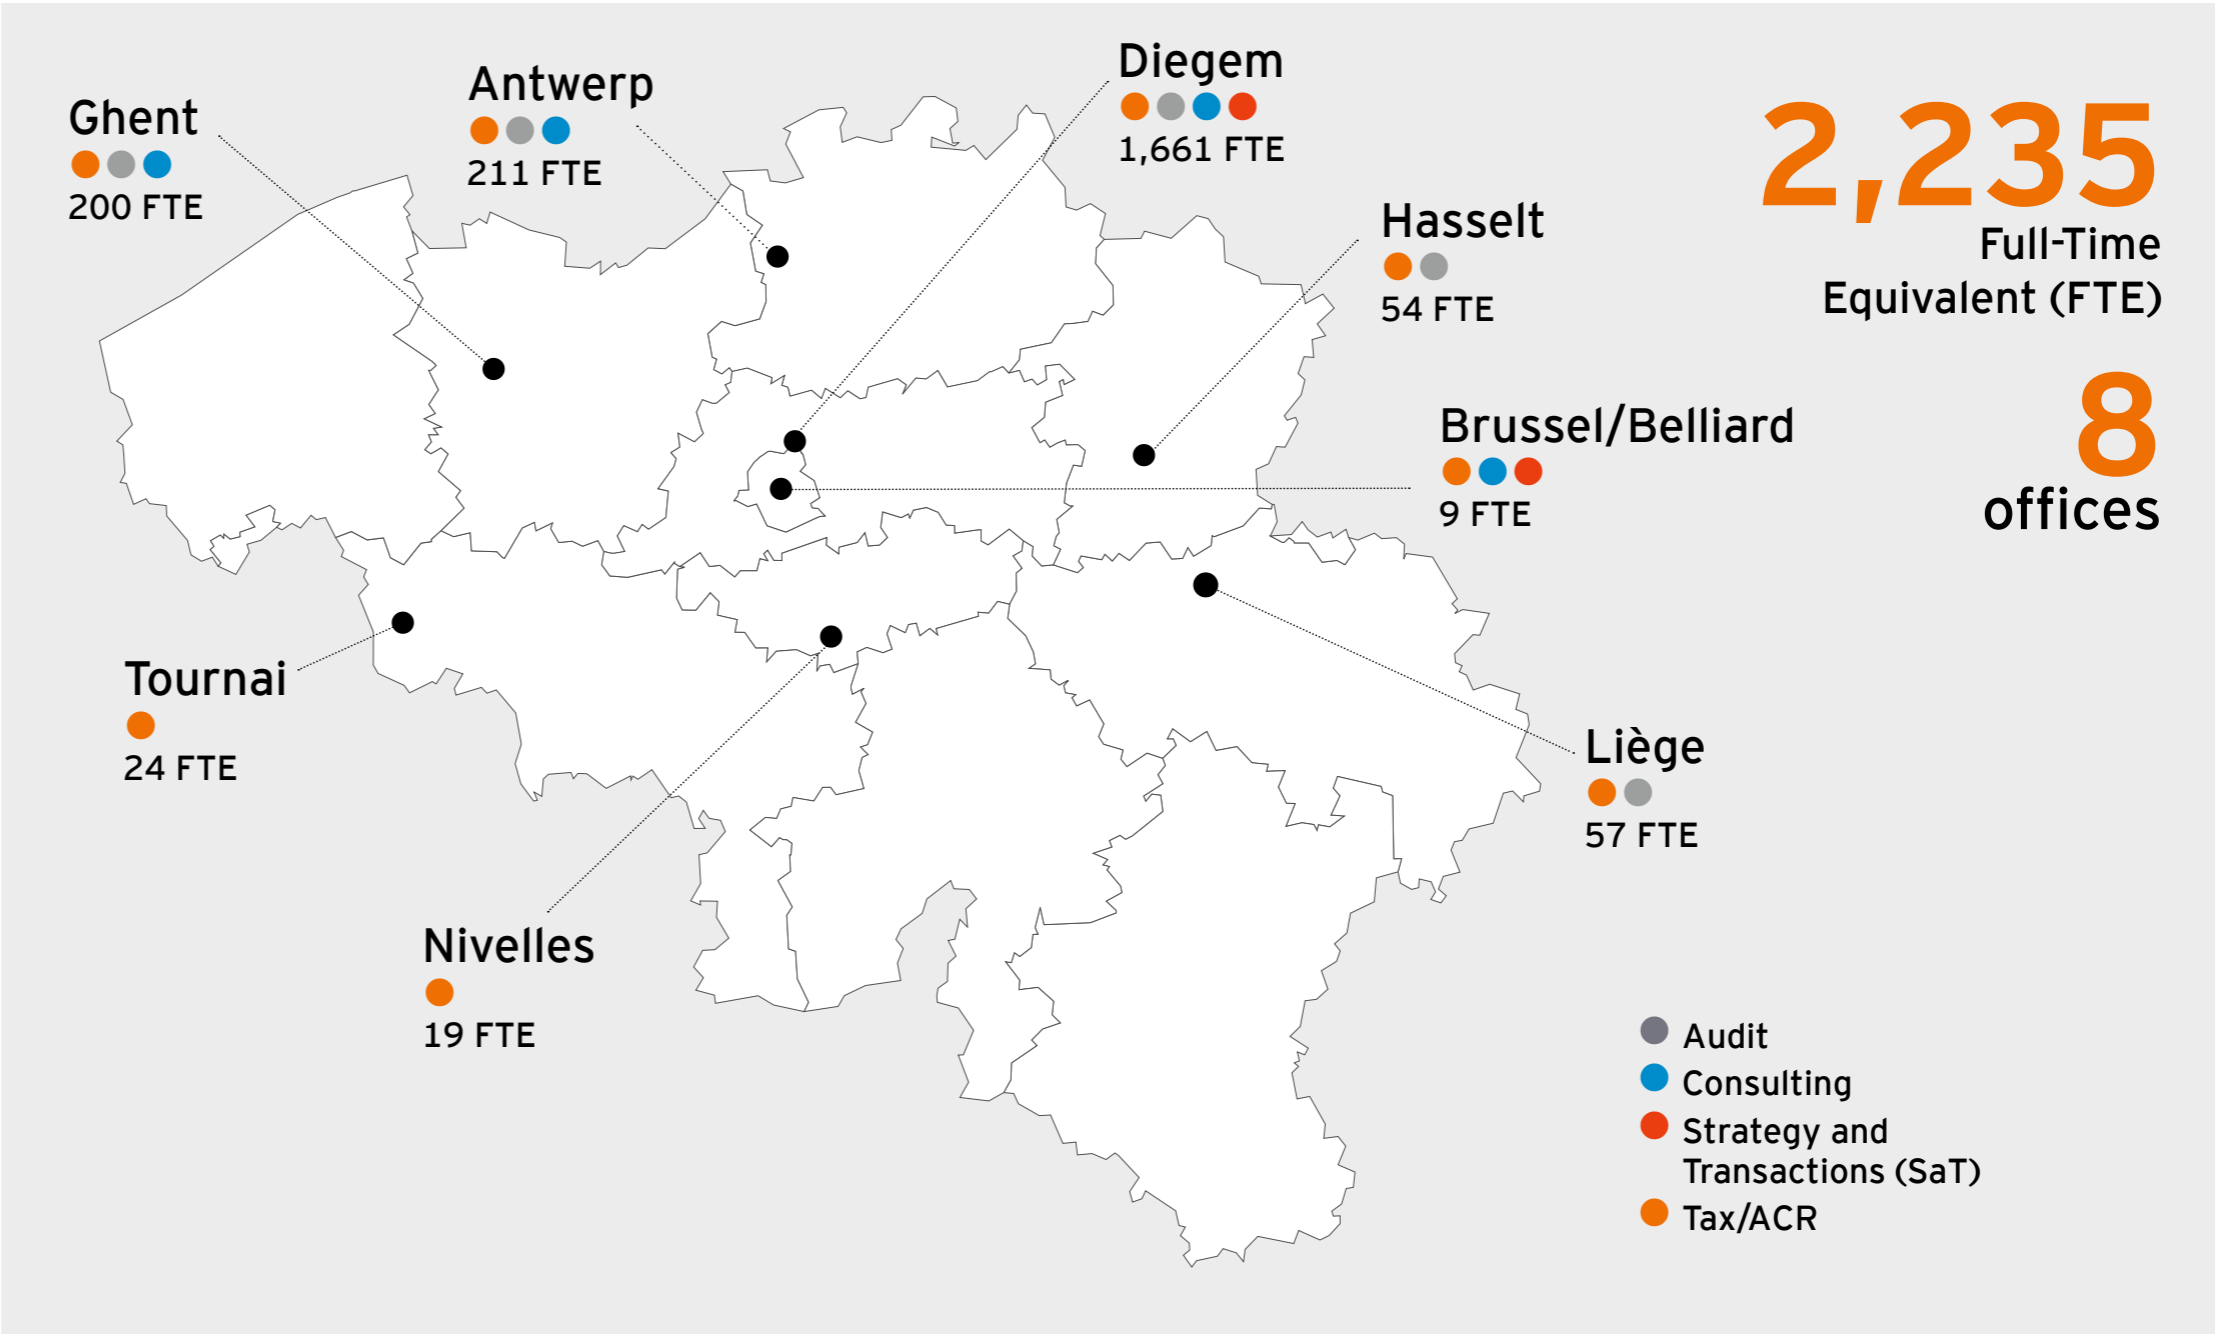 Ghent
200 FTE
Antwerp
211 FTE
Diegem
1,661 FTE
Hasselt
54 FTE
Brussel/Belliard
9 FTE
2,235
Full-Time
Equivalent (FTE)
8
offices
Tournai
24 FTE
Nivelles
19 FTE
Liège
57 FTE
Audit
Consulting
Strategy and
Transactions (SaT)
Tax/ACR